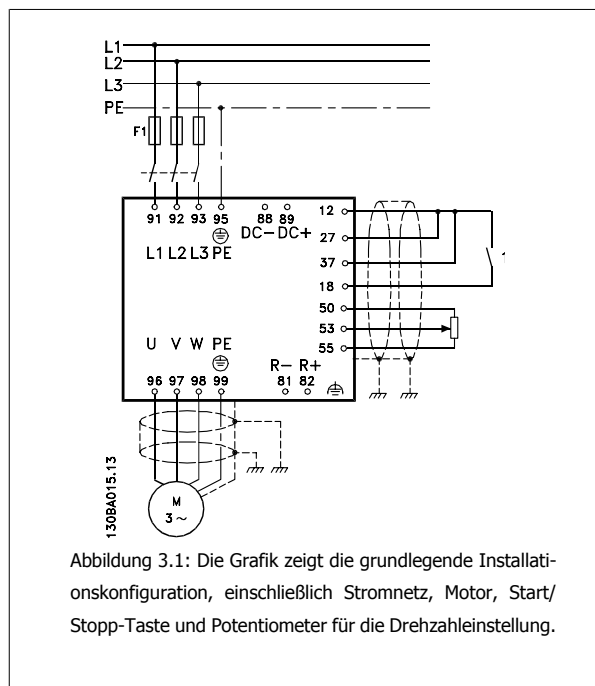 L1
L2
L3
PE
F1
91 92 93 95 88 89 12
DC- DC+
27
L1 L2 L3 PE
37
18
50
U V W PE
53
55
R- R+
96 97 98 99 81 82
M
3~
130BA015.13
Abbildung 3.1: Die Grafik zeigt die grundlegende Installati-
onskonfiguration, einschließlich Stromnetz, Motor, Start/
Stopp-Taste und Potentiometer für die Drehzahleinstellung.